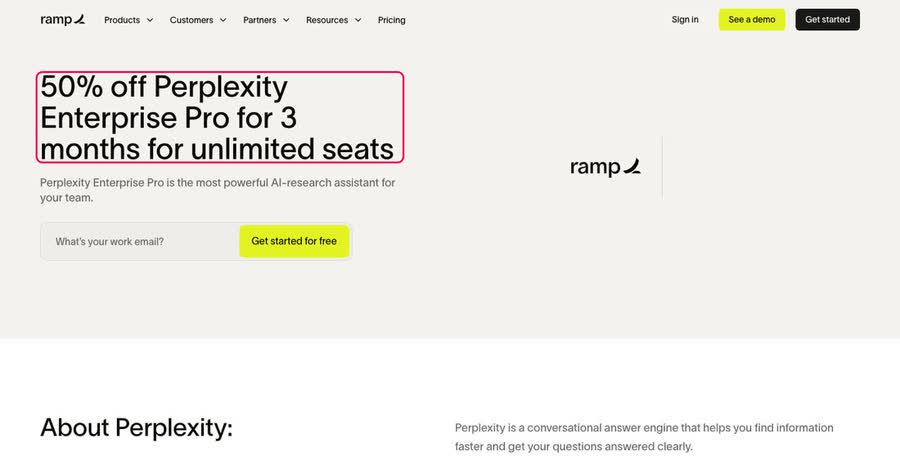 ramp
Products
Customers
Partners
Resources
Pricing
Sign in
See a demo
Get started
50% off Perplexity
Enterprise Pro for 3
months for unlimited seats
Perplexity Enterprise Pro is the most powerful AI-research assistant for
your team.
What's your work email?
Get started for free
ramp
About Perplexity:
Perplexity is a conversational answer engine that helps you find information
faster and get your questions answered clearly.